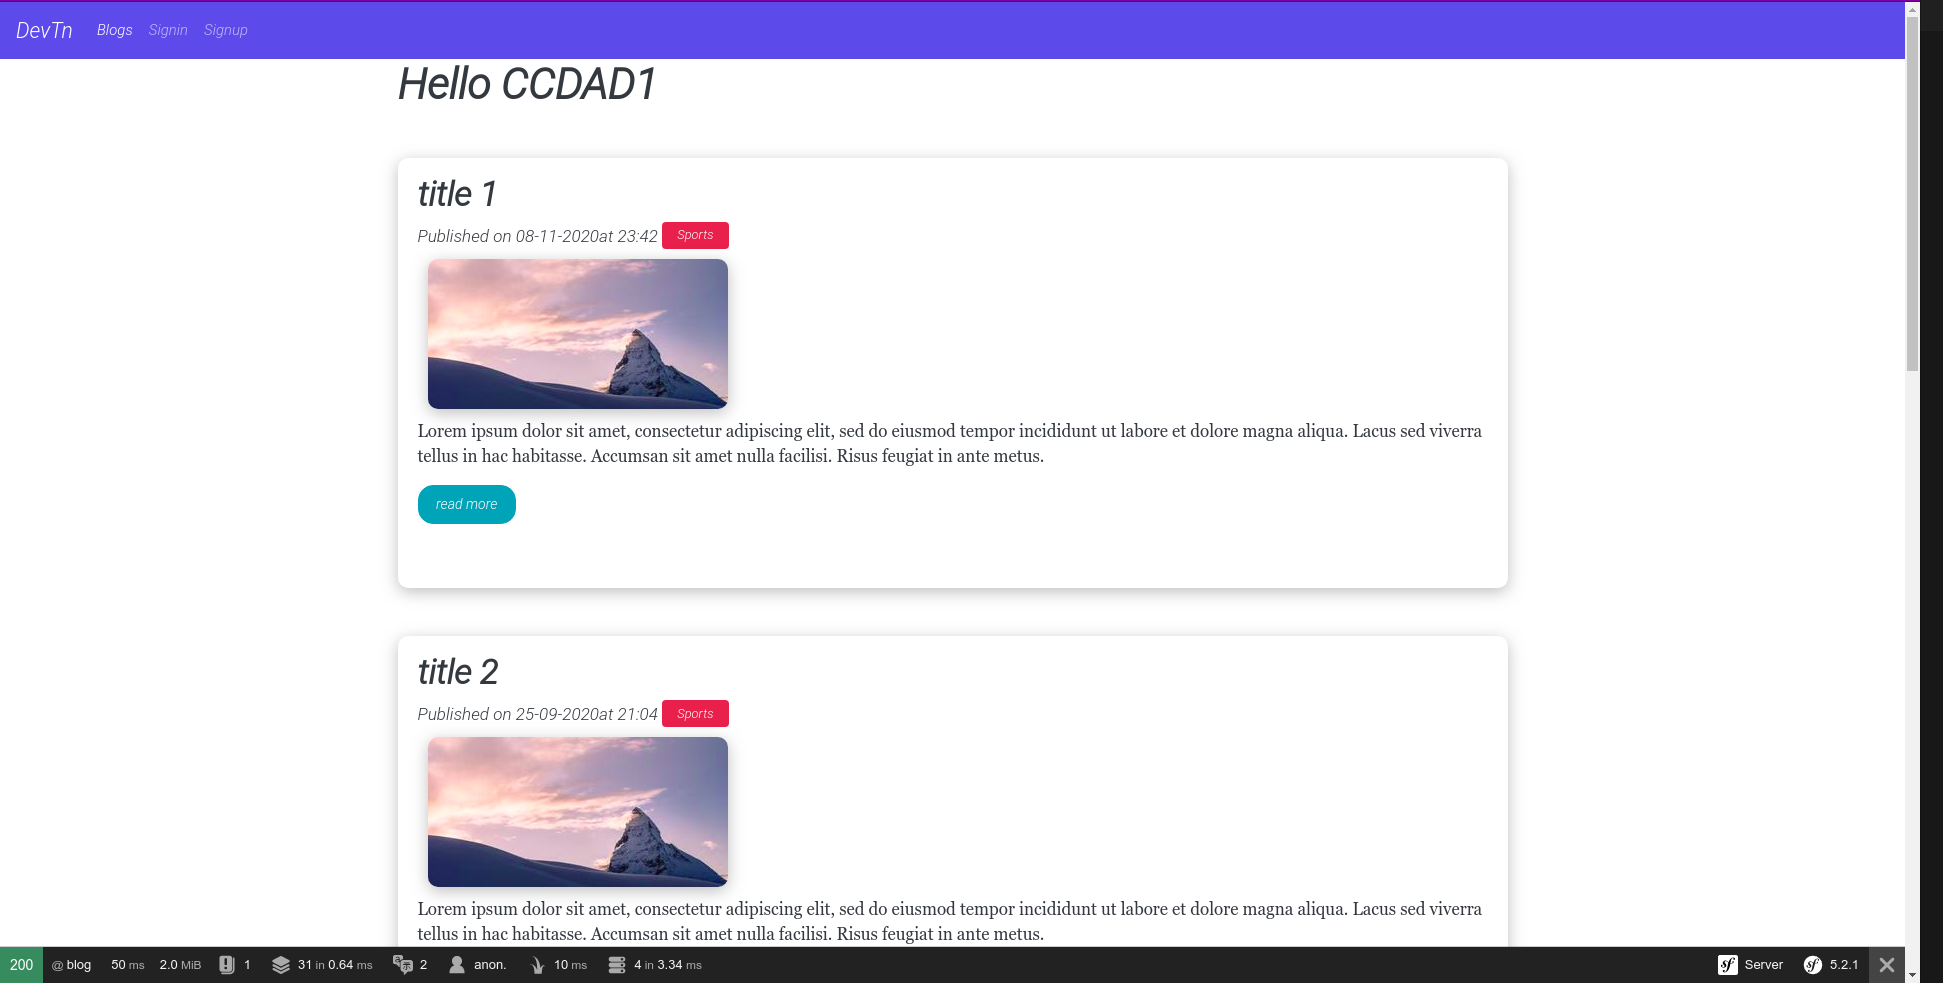 DevTn Blogs Signin Signup
Hello CCDAD1
title 1
Published on 08-11-2020at 23:42 Sports
Lorem ipsum dolor sit amet, consectetur adipiscing elit, sed do eiusmod tempor incididunt ut labore et dolore magna aliqua. Lacus sed viverra
tellus in hac habitasse. Accumsan sit amet nulla facilisi. Risus feugiat in ante metus.
read more
title 2
Published on 25-09-2020at 21:04 Sports
Lorem ipsum dolor sit amet, consectetur adipiscing elit, sed do eiusmod tempor incididunt ut labore et dolore magna aliqua. Lacus sed viverra
tellus in hac habitasse. Accumsan sit amet nulla facilisi. Risus feugiat in ante metus.
200 @ blog 50 ms 2.0 MiB 1 31 in 0.64 ms 2 anon. 10 ms 4 in 3.34 ms sf Server sf 5.2.1